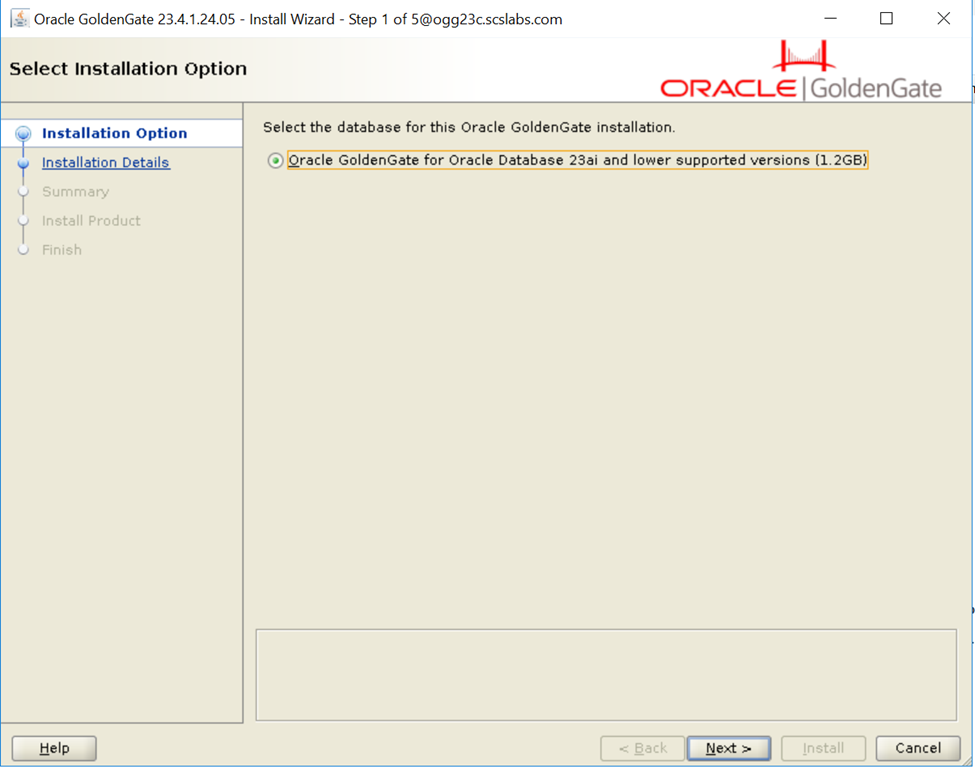 Oracle GoldenGate 23.4.1.24.05 - Install Wizard - Step 1 of 5@ogg23c.scslabs.com
Select Installation Option
ORACLE | GoldenGate
Installation Option
Installation Details
Summary
Install Product
Finish
Select the database for this Oracle GoldenGate installation.
Oracle GoldenGate for Oracle Database 23ai and lower supported versions (1.2GB)
Help
< Back
Next >
Install
Cancel